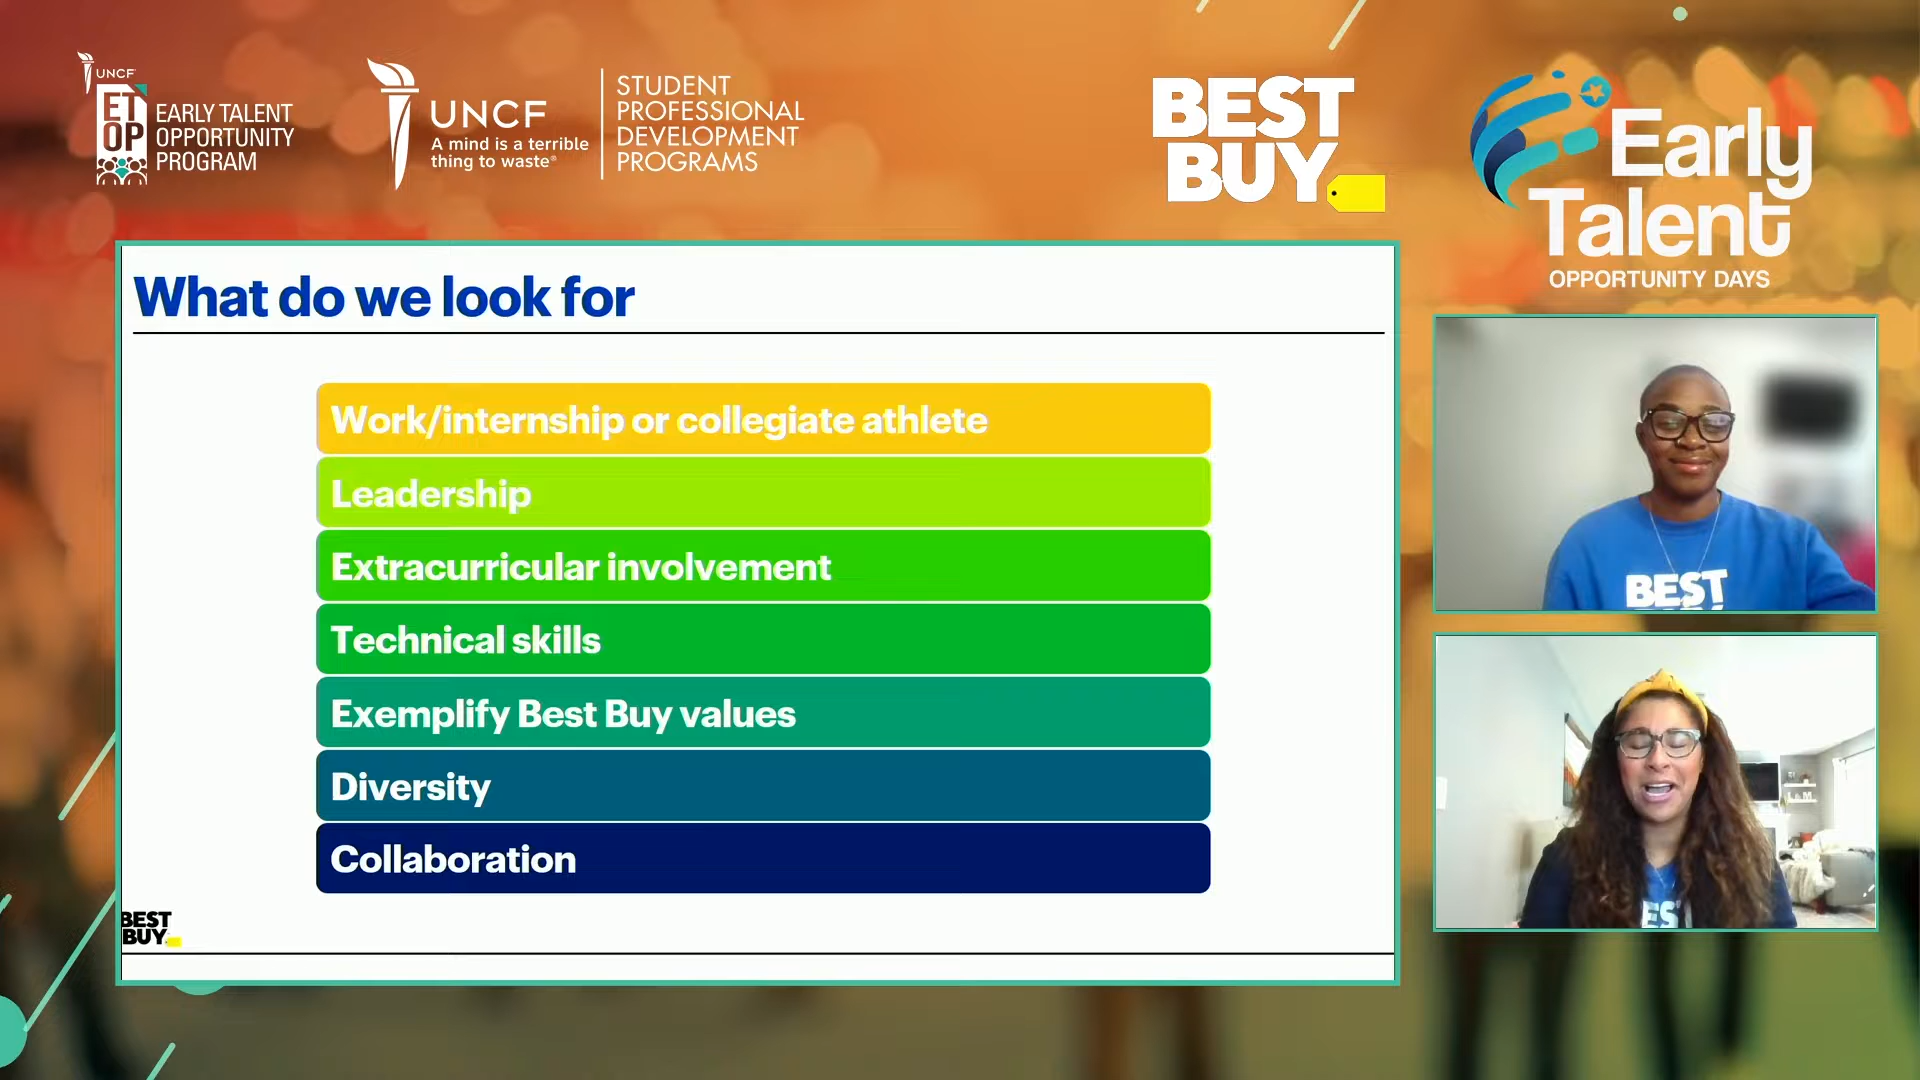 UNCF
ET
OP
EARLY TALENT
OPPORTUNITY
PROGRAM
UNCF
A mind is a terrible
thing to waste®
STUDENT
PROFESSIONAL
DEVELOPMENT
PROGRAMS
BEST
BUY
Early
Talent
OPPORTUNITY DAYS
What do we look for
Work/internship or collegiate athlete
Leadership
Extracurricular involvement
Technical skills
Exemplify Best Buy values
Diversity
Collaboration
BEST
BUY
BEST